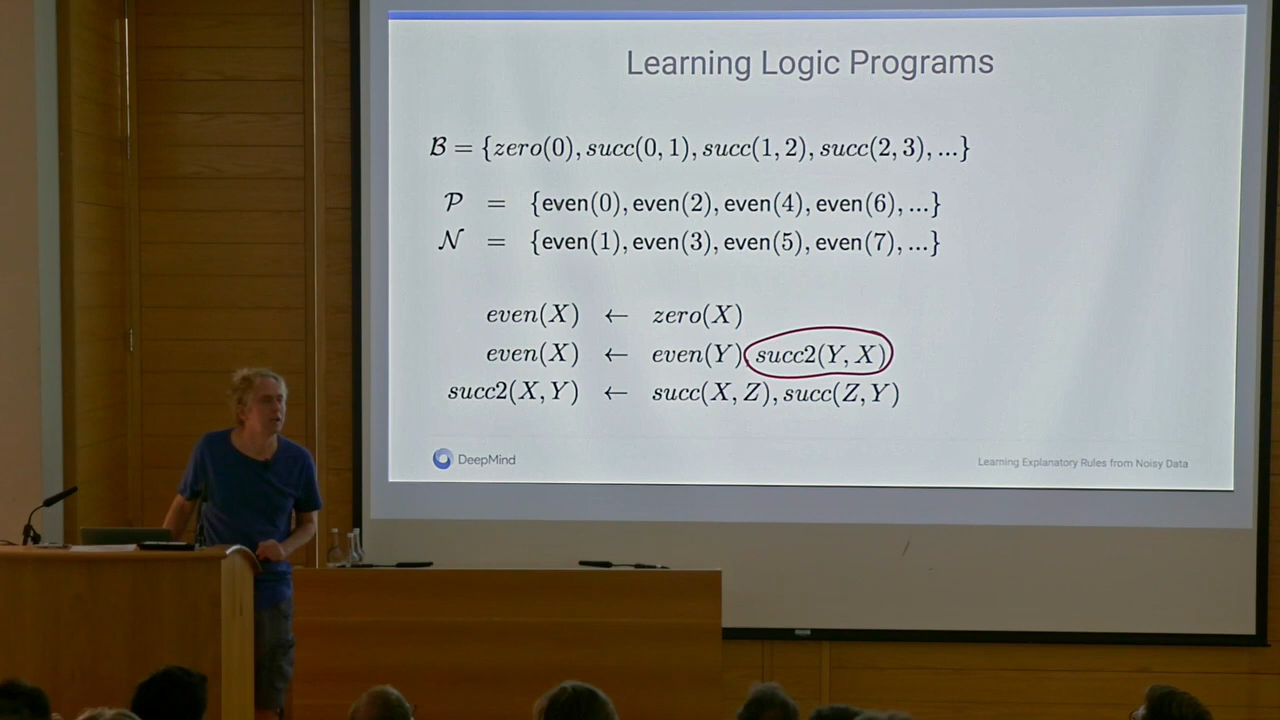 Learning Logic Programs
ℬ = {zero(0), succ(0, 1), succ(1, 2), succ(2, 3), ...}
𝒫 = {even(0), even(2), even(4), even(6), ...}
𝒩 = {even(1), even(3), even(5), even(7), ...}
even(X) ← zero(X)
even(X) ← even(Y), succ2(Y, X)
succ2(X, Y) ← succ(X, Z), succ(Z, Y)
DeepMind
Learning Explanatory Rules from Noisy Data